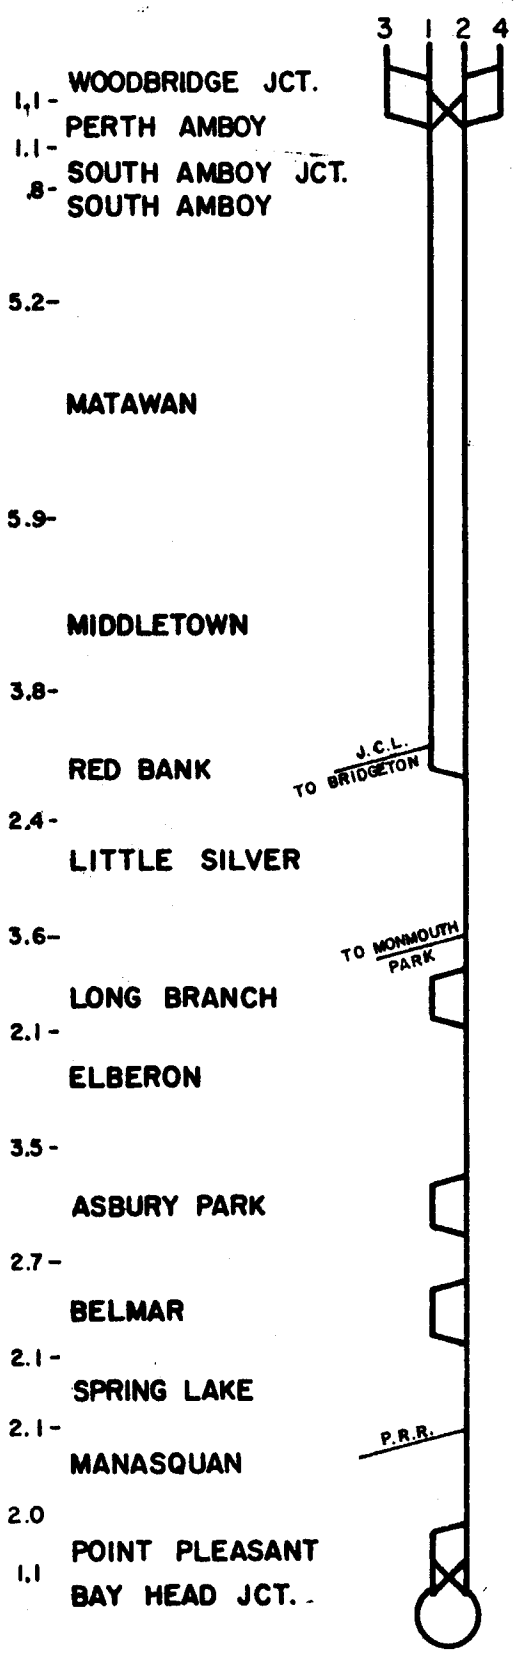 3 1 2 4
WOODBRIDGE JCT.
1.1-
PERTH AMBOY
1.1-
SOUTH AMBOY JCT.
.8-
SOUTH AMBOY
5.2-
MATAWAN
5.9-
MIDDLETOWN
3.8-
J.C.L.
TO BRIDGETON
RED BANK
2.4-
LITTLE SILVER
3.6-
TO MONMOUTH
PARK
LONG BRANCH
2.1-
ELBERON
3.5-
ASBURY PARK
2.7-
BELMAR
2.1-
SPRING LAKE
2.1-
P.R.R.
MANASQUAN
2.0
POINT PLEASANT
1.1
BAY HEAD JCT.